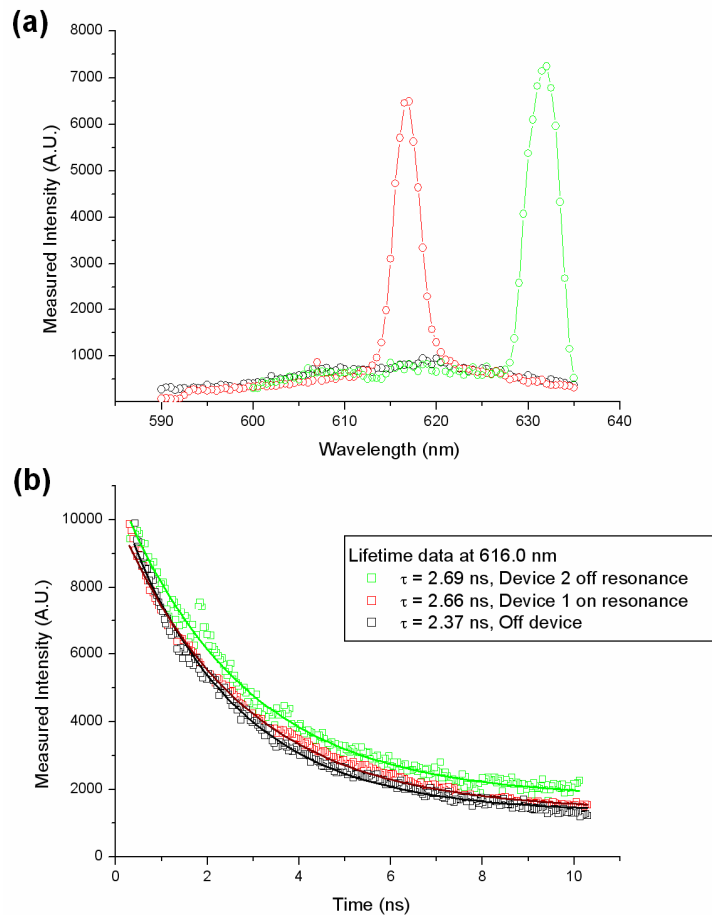 (a)
8000
7000
6000
5000
4000
3000
2000
1000
Measured Intensity (A.U.)
590
600
610
620
630
640
Wavelength (nm)
(b)
10000
8000
6000
4000
2000
0
Measured Intensity (A.U.)
Lifetime data at 616.0 nm
τ = 2.69 ns, Device 2 off resonance
τ = 2.66 ns, Device 1 on resonance
τ = 2.37 ns, Off device
0
2
4
6
8
10
Time (ns)